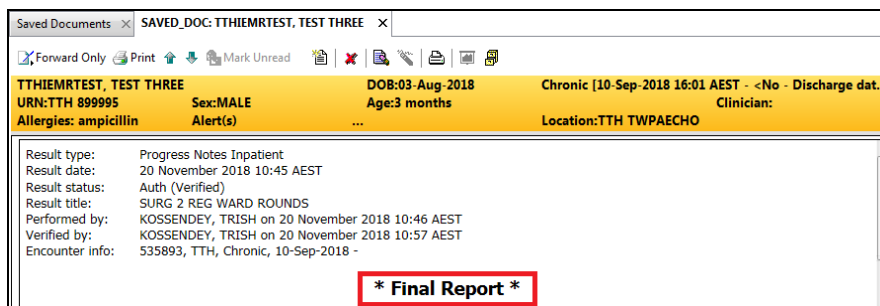 Saved Documents × SAVED_DOC: TTHIEMRTEST, TEST THREE ×
Forward Only Print Mark Unread
TTHIEMRTEST, TEST THREE DOB:03-Aug-2018 Chronic [10-Sep-2018 16:01 AEST - <No - Discharge dat.
URN:TTH 899995 Sex:MALE Age:3 months Clinician:
Allergies: ampicillin Alert(s) ... Location:TTH TWPAECHO
Result type: Progress Notes Inpatient
Result date: 20 November 2018 10:45 AEST
Result status: Auth (Verified)
Result title: SURG 2 REG WARD ROUNDS
Performed by: KOSSENDEY, TRISH on 20 November 2018 10:46 AEST
Verified by: KOSSENDEY, TRISH on 20 November 2018 10:57 AEST
Encounter info: 535893, TTH, Chronic, 10-Sep-2018 -
* Final Report *